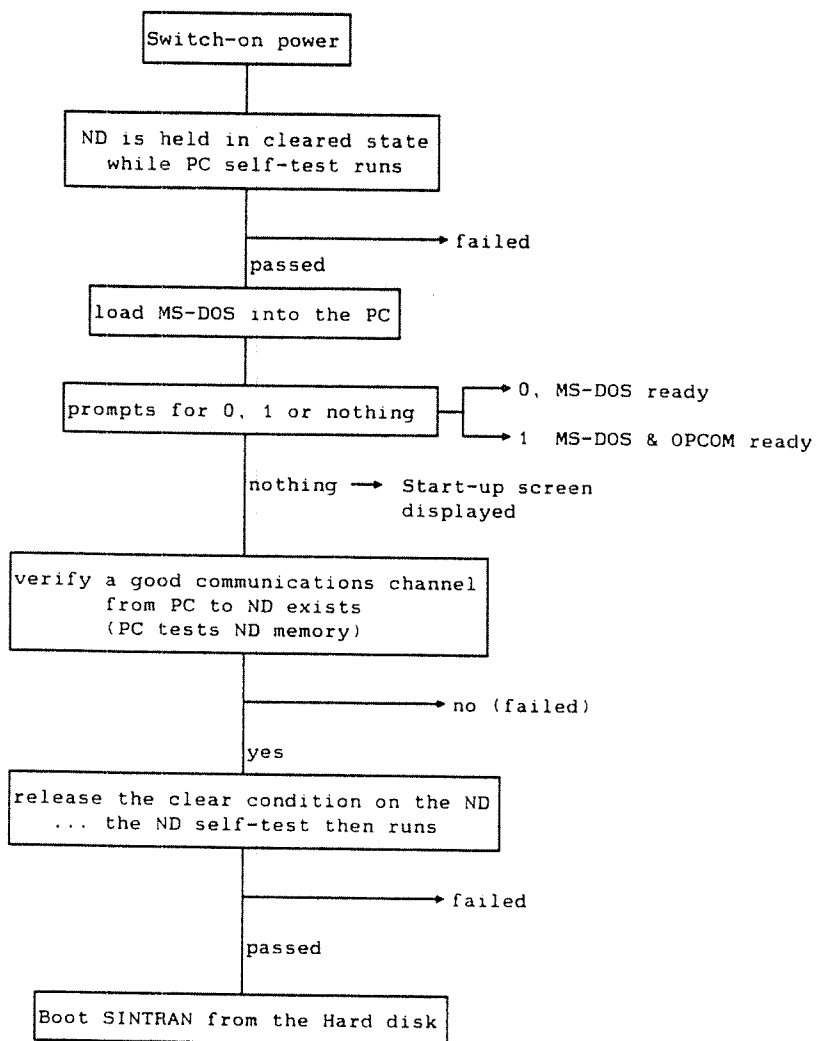 Switch-on power
ND is held in cleared state
while PC self-test runs
failed
passed
load MS-DOS into the PC
prompts for 0, 1 or nothing
0, MS-DOS ready
1 MS-DOS & OPCOM ready
nothing
Start-up screen
displayed
verify a good communications channel
from PC to ND exists
(PC tests ND memory)
no (failed)
yes
release the clear condition on the ND
... the ND self-test then runs
failed
passed
Boot SINTRAN from the Hard disk